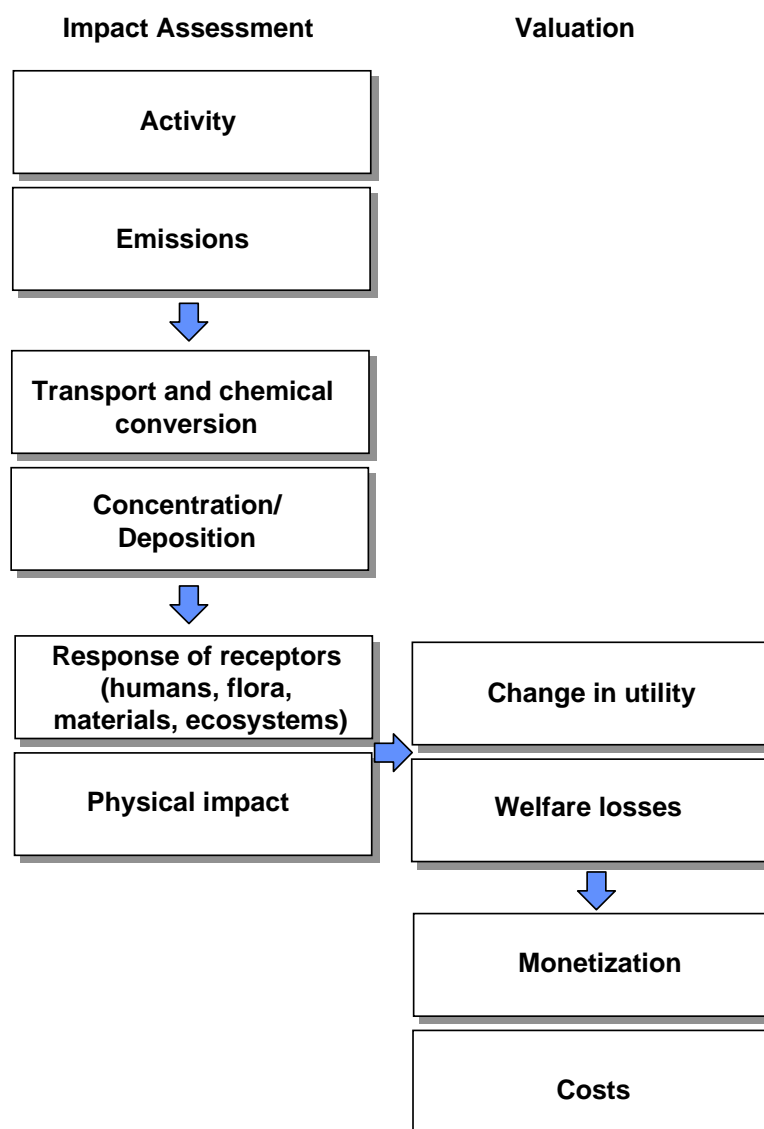 Impact Assessment
Valuation
Activity
Emissions
Transport and chemical
conversion
Concentration/
Deposition
Response of receptors
(humans, flora,
materials, ecosystems)
Physical impact
Change in utility
Welfare losses
Monetization
Costs